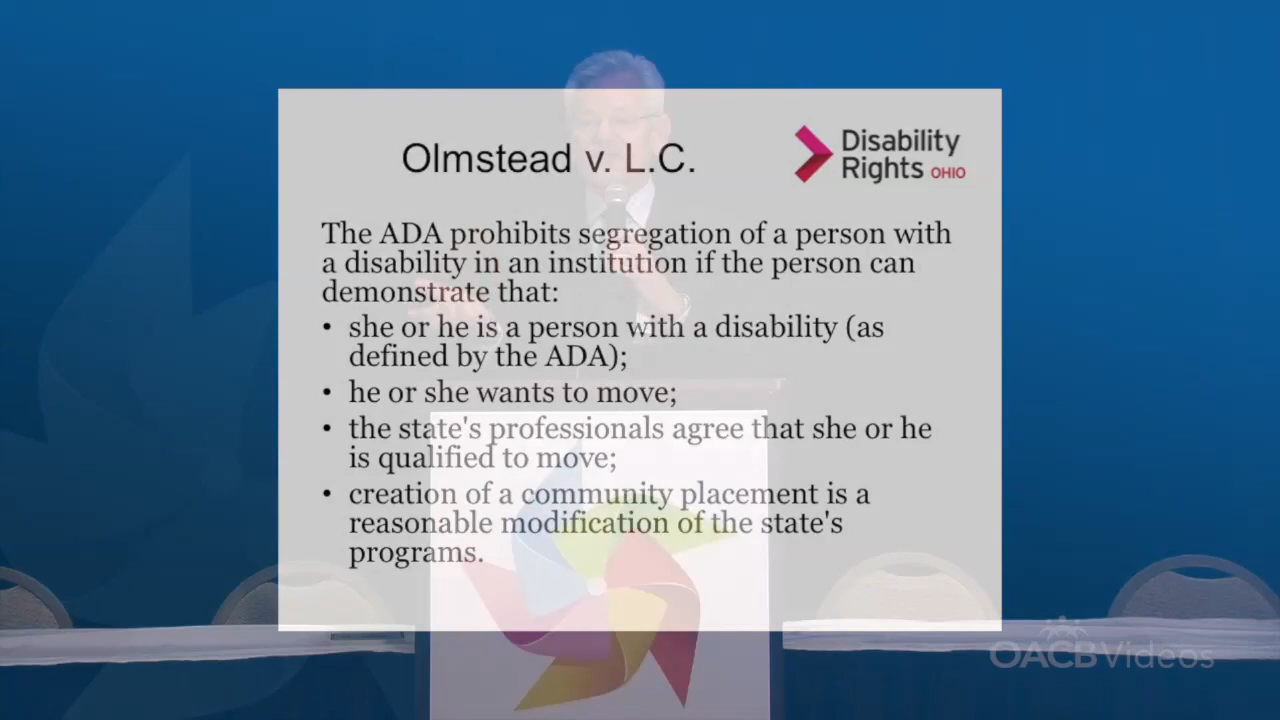 Olmstead v. L.C.
Disability
Rights OHIO
The ADA prohibits segregation of a person with
a disability in an institution if the person can
demonstrate that:
• she or he is a person with a disability (as
defined by the ADA);
• he or she wants to move;
• the state's professionals agree that she or he
is qualified to move;
• creation of a community placement is a
reasonable modification of the state's
programs.
OACBVideos